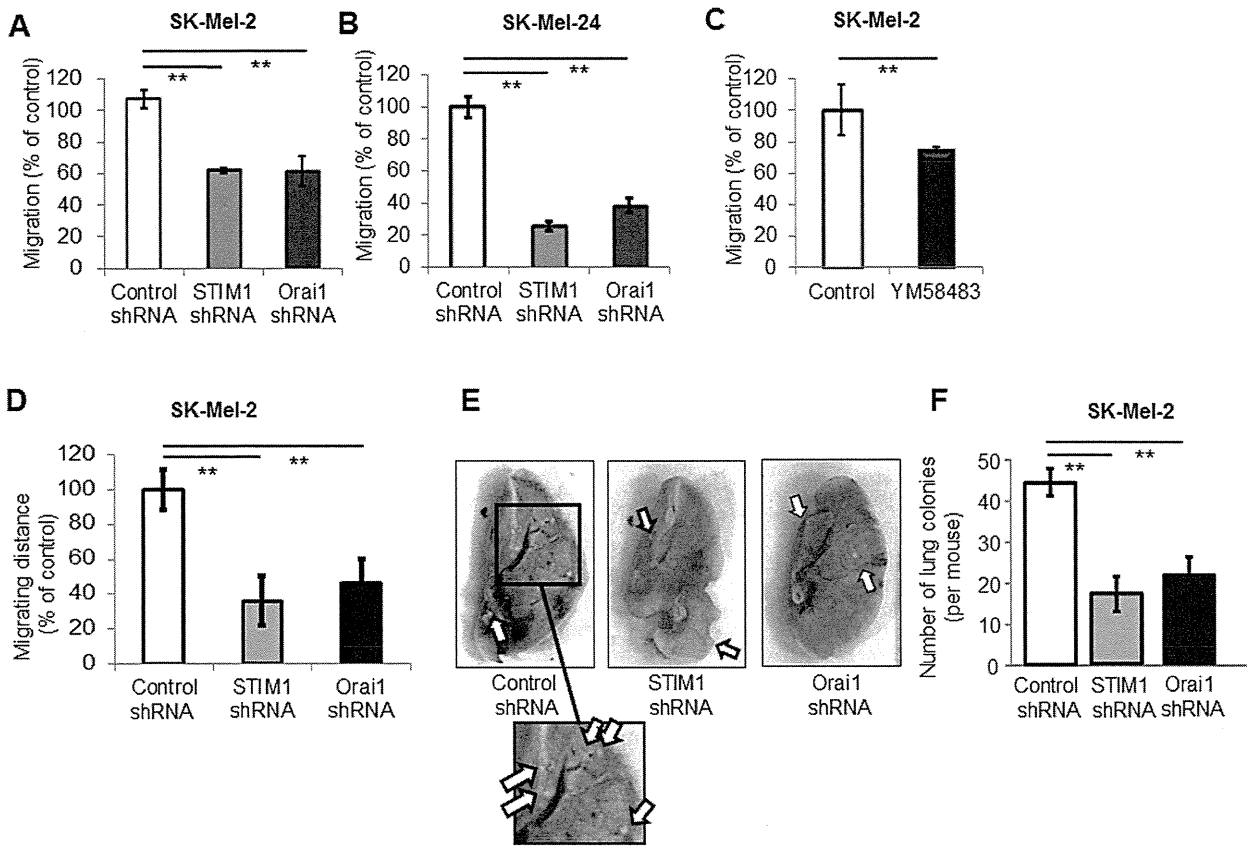 A
SK-Mel-2
Migration (% of control)
120
100
80
60
40
20
0
**
**
Control shRNA
STIM1 shRNA
Orai1 shRNA
B
SK-Mel-24
Migration (% of control)
120
100
80
60
40
20
0
**
**
Control shRNA
STIM1 shRNA
Orai1 shRNA
C
SK-Mel-2
Migration (% of control)
120
100
80
60
40
20
0
**
Control
YM58483
D
SK-Mel-2
Migrating distance
(% of control)
120
100
80
60
40
20
0
**
**
Control
shRNA
STIM1
shRNA
Orai1
shRNA
E
Control
shRNA
STIM1
shRNA
Orai1
shRNA
F
SK-Mel-2
Number of lung colonies
(per mouse)
50
40
30
20
10
0
**
**
Control
shRNA
STIM1
shRNA
Orai1
shRNA